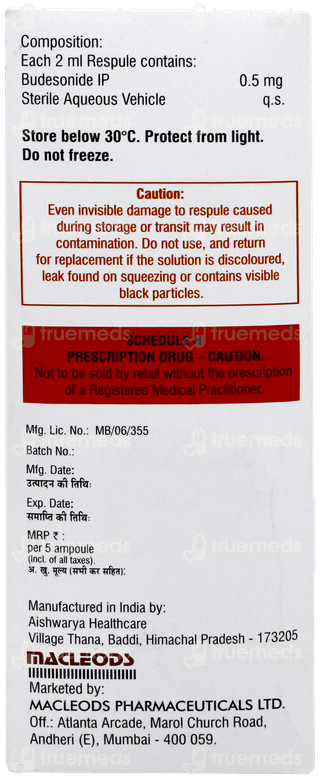 Composition:
Each 2 ml Respule contains:
Budesonide IP 0.5 mg
Sterile Aqueous Vehicle q.s.
Store below 30°C. Protect from light.
Do not freeze.
Caution:
Even invisible damage to respule caused
during storage or transit may result in
contamination. Do not use, and return
for replacement if the solution is discoloured,
leak found on squeezing or contains visible
black particles.
SCHEDULE H
PRESCRIPTION DRUG – CAUTION
Not to be sold by retail without the prescription
of a Registered Medical Practitioner.
Mfg. Lic. No.: MB/06/355
Batch No.:
Mfg. Date:
उत्पादन की तिथि:
Exp. Date:
समाप्ति की तिथि:
MRP ₹ :
per 5 ampoule
(Incl. of all taxes).
अ. खु. मूल्य (सभी कर सहित):
Manufactured in India by:
Aishwarya Healthcare
Village Thana, Baddi, Himachal Pradesh - 173205
MACLEODS
Marketed by:
MACLEODS PHARMACEUTICALS LTD.
Off.: Atlanta Arcade, Marol Church Road,
Andheri (E), Mumbai - 400 059.
truemeds